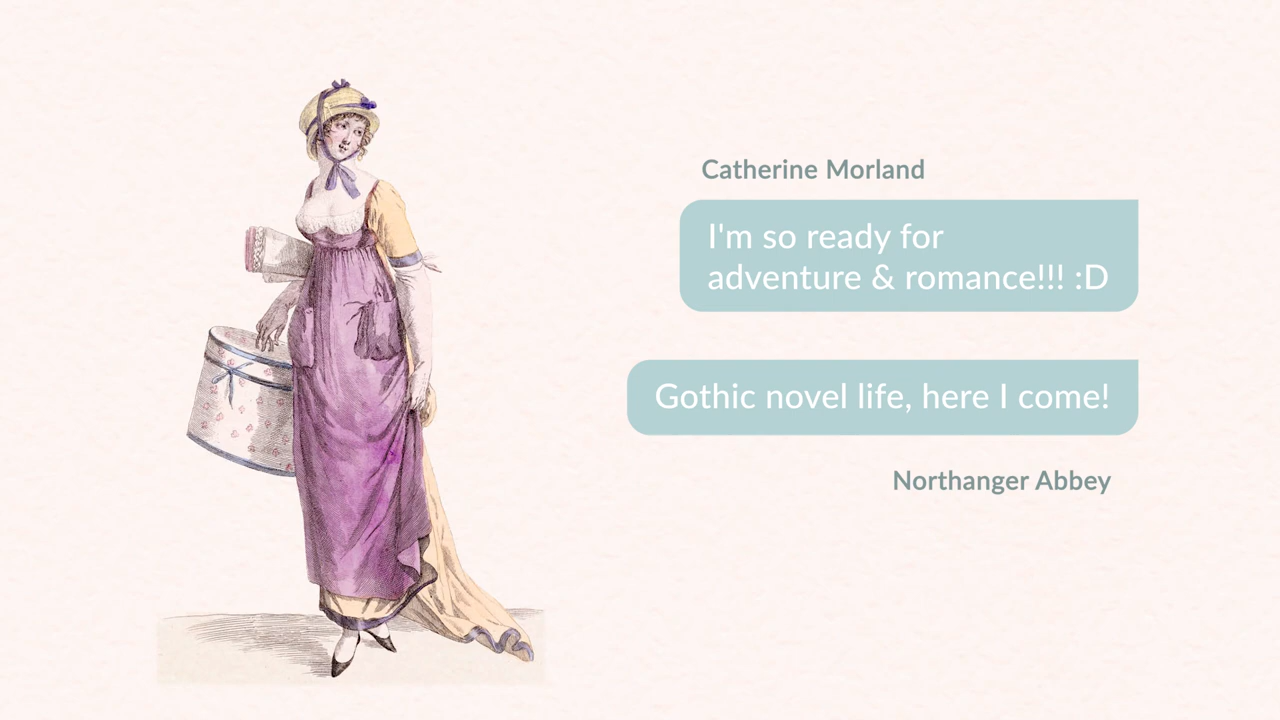 Catherine Morland
I'm so ready for
adventure & romance!!! :D
Gothic novel life, here I come!
Northanger Abbey